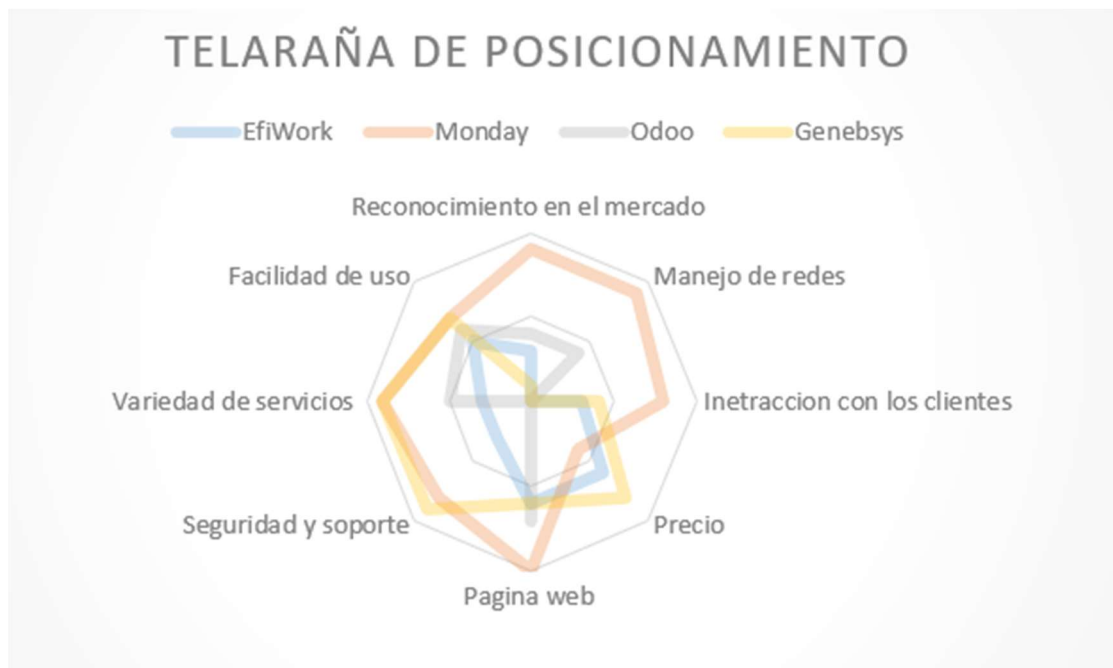 TELARAÑA DE POSICIONAMIENTO
EfiWork Monday Odoo Genebsys
Reconocimiento en el mercado
Facilidad de uso Manejo de redes
Variedad de servicios Inetraccion con los clientes
Seguridad y soporte Precio
Pagina web